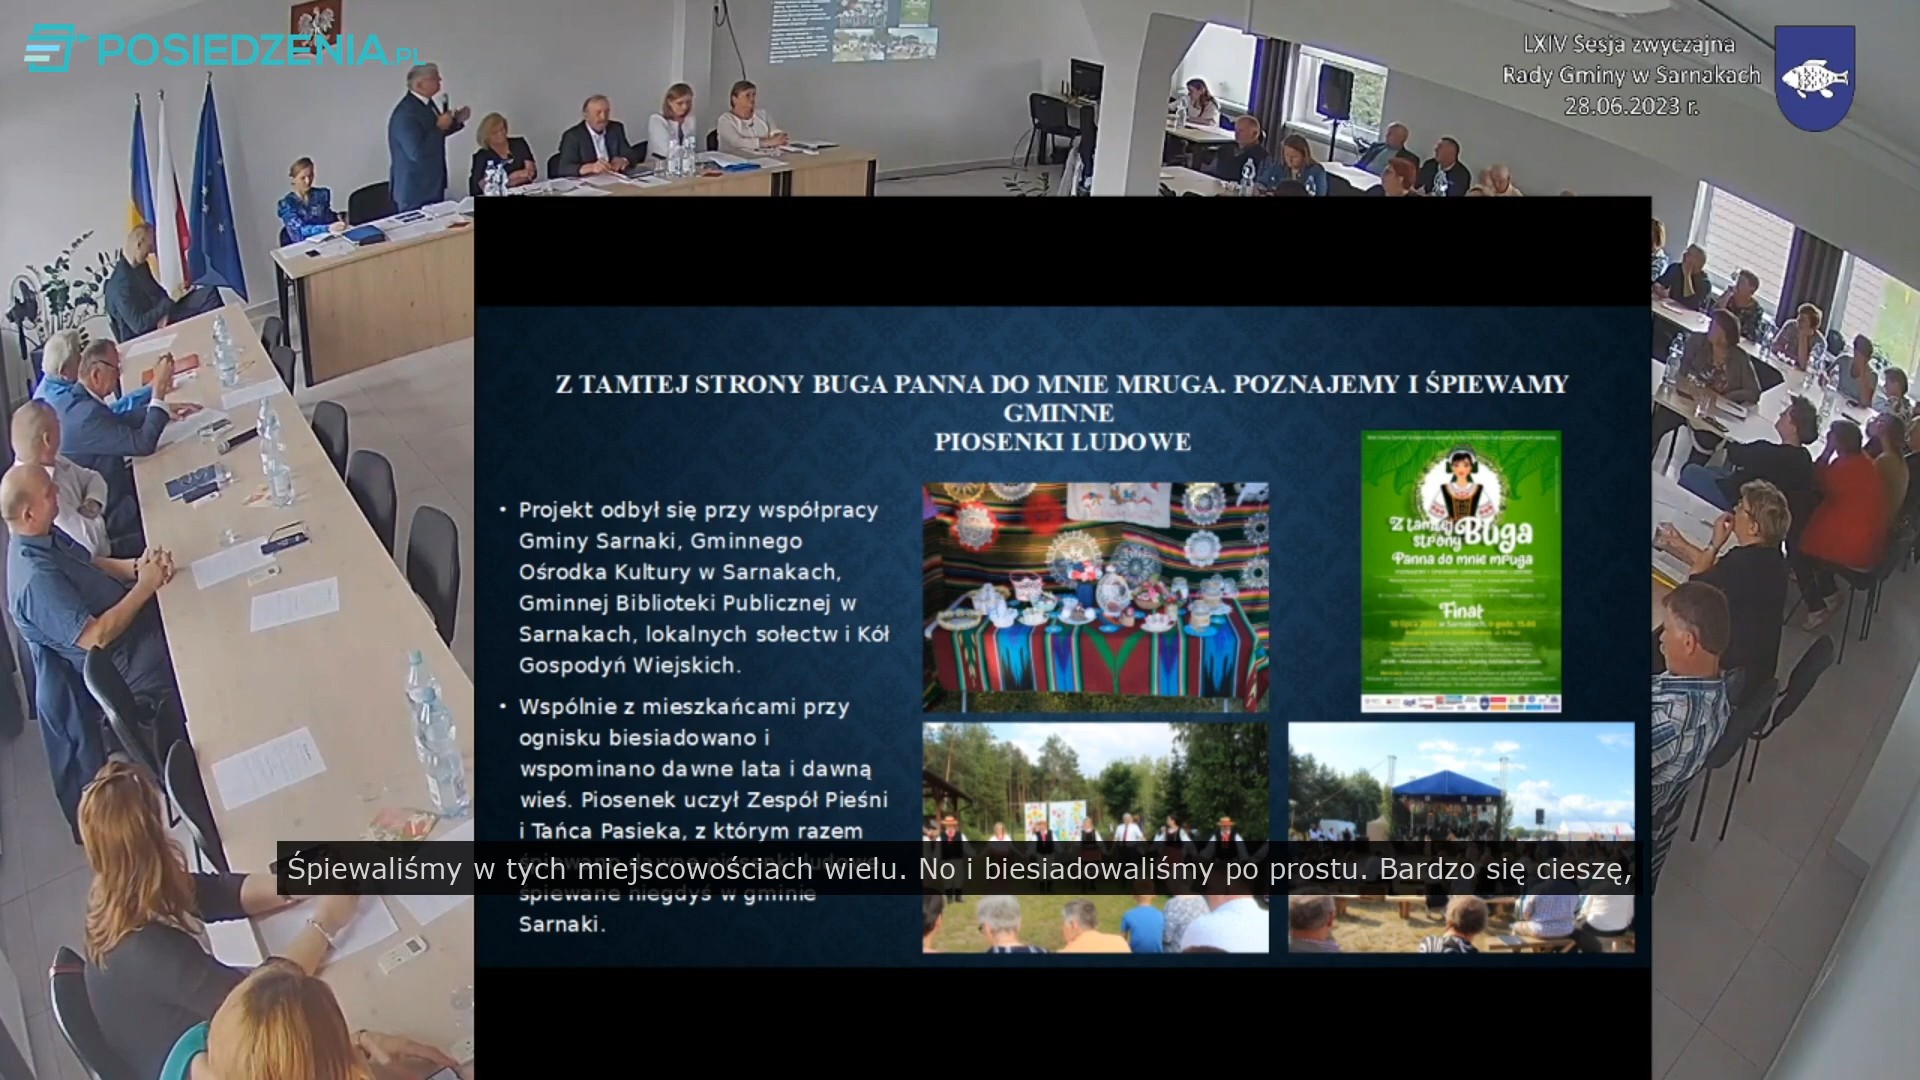 POSIEDZENIA.PL
LXIV Sesja zwyczajna
Rady Gminy w Sarnakach
28.06.2023 r.
Z TAMTEJ STRONY BUGA PANNA DO MNIE MRUGA. POZNAJEMY I ŚPIEWAMY
GMINNE
PIOSENKI LUDOWE
• Projekt odbył się przy współpracy
Gminy Sarnaki, Gminnego
Ośrodka Kultury w Sarnakach,
Gminnej Biblioteki Publicznej w
Sarnakach, lokalnych sołectw i Kół
Gospodyń Wiejskich.
• Wspólnie z mieszkańcami przy
ognisku biesiadowano i
wspominano dawne lata i dawną
wieś. Piosenek uczył Zespół Pieśni
i Tańca Pasieka, z którym razem
śpiewano dawne piosenki ludowe
śpiewane niegdyś w gminie
Sarnaki.
Z tamtej
strony Buga
Panna do mnie mruga
Finał
Śpiewaliśmy w tych miejscowościach wielu. No i biesiadowaliśmy po prostu. Bardzo się cieszę,